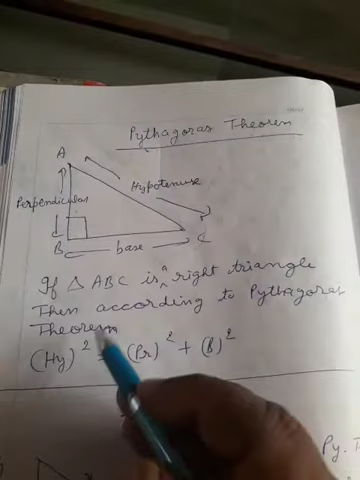 Pythagoras Theorem
A
Hypotenuse
Perpendicular
B
base
C
If △ ABC is a right triangle
Then according to Pythagoras
Theorem
(Hy)² = (Pr)² + (B)²
Py. T